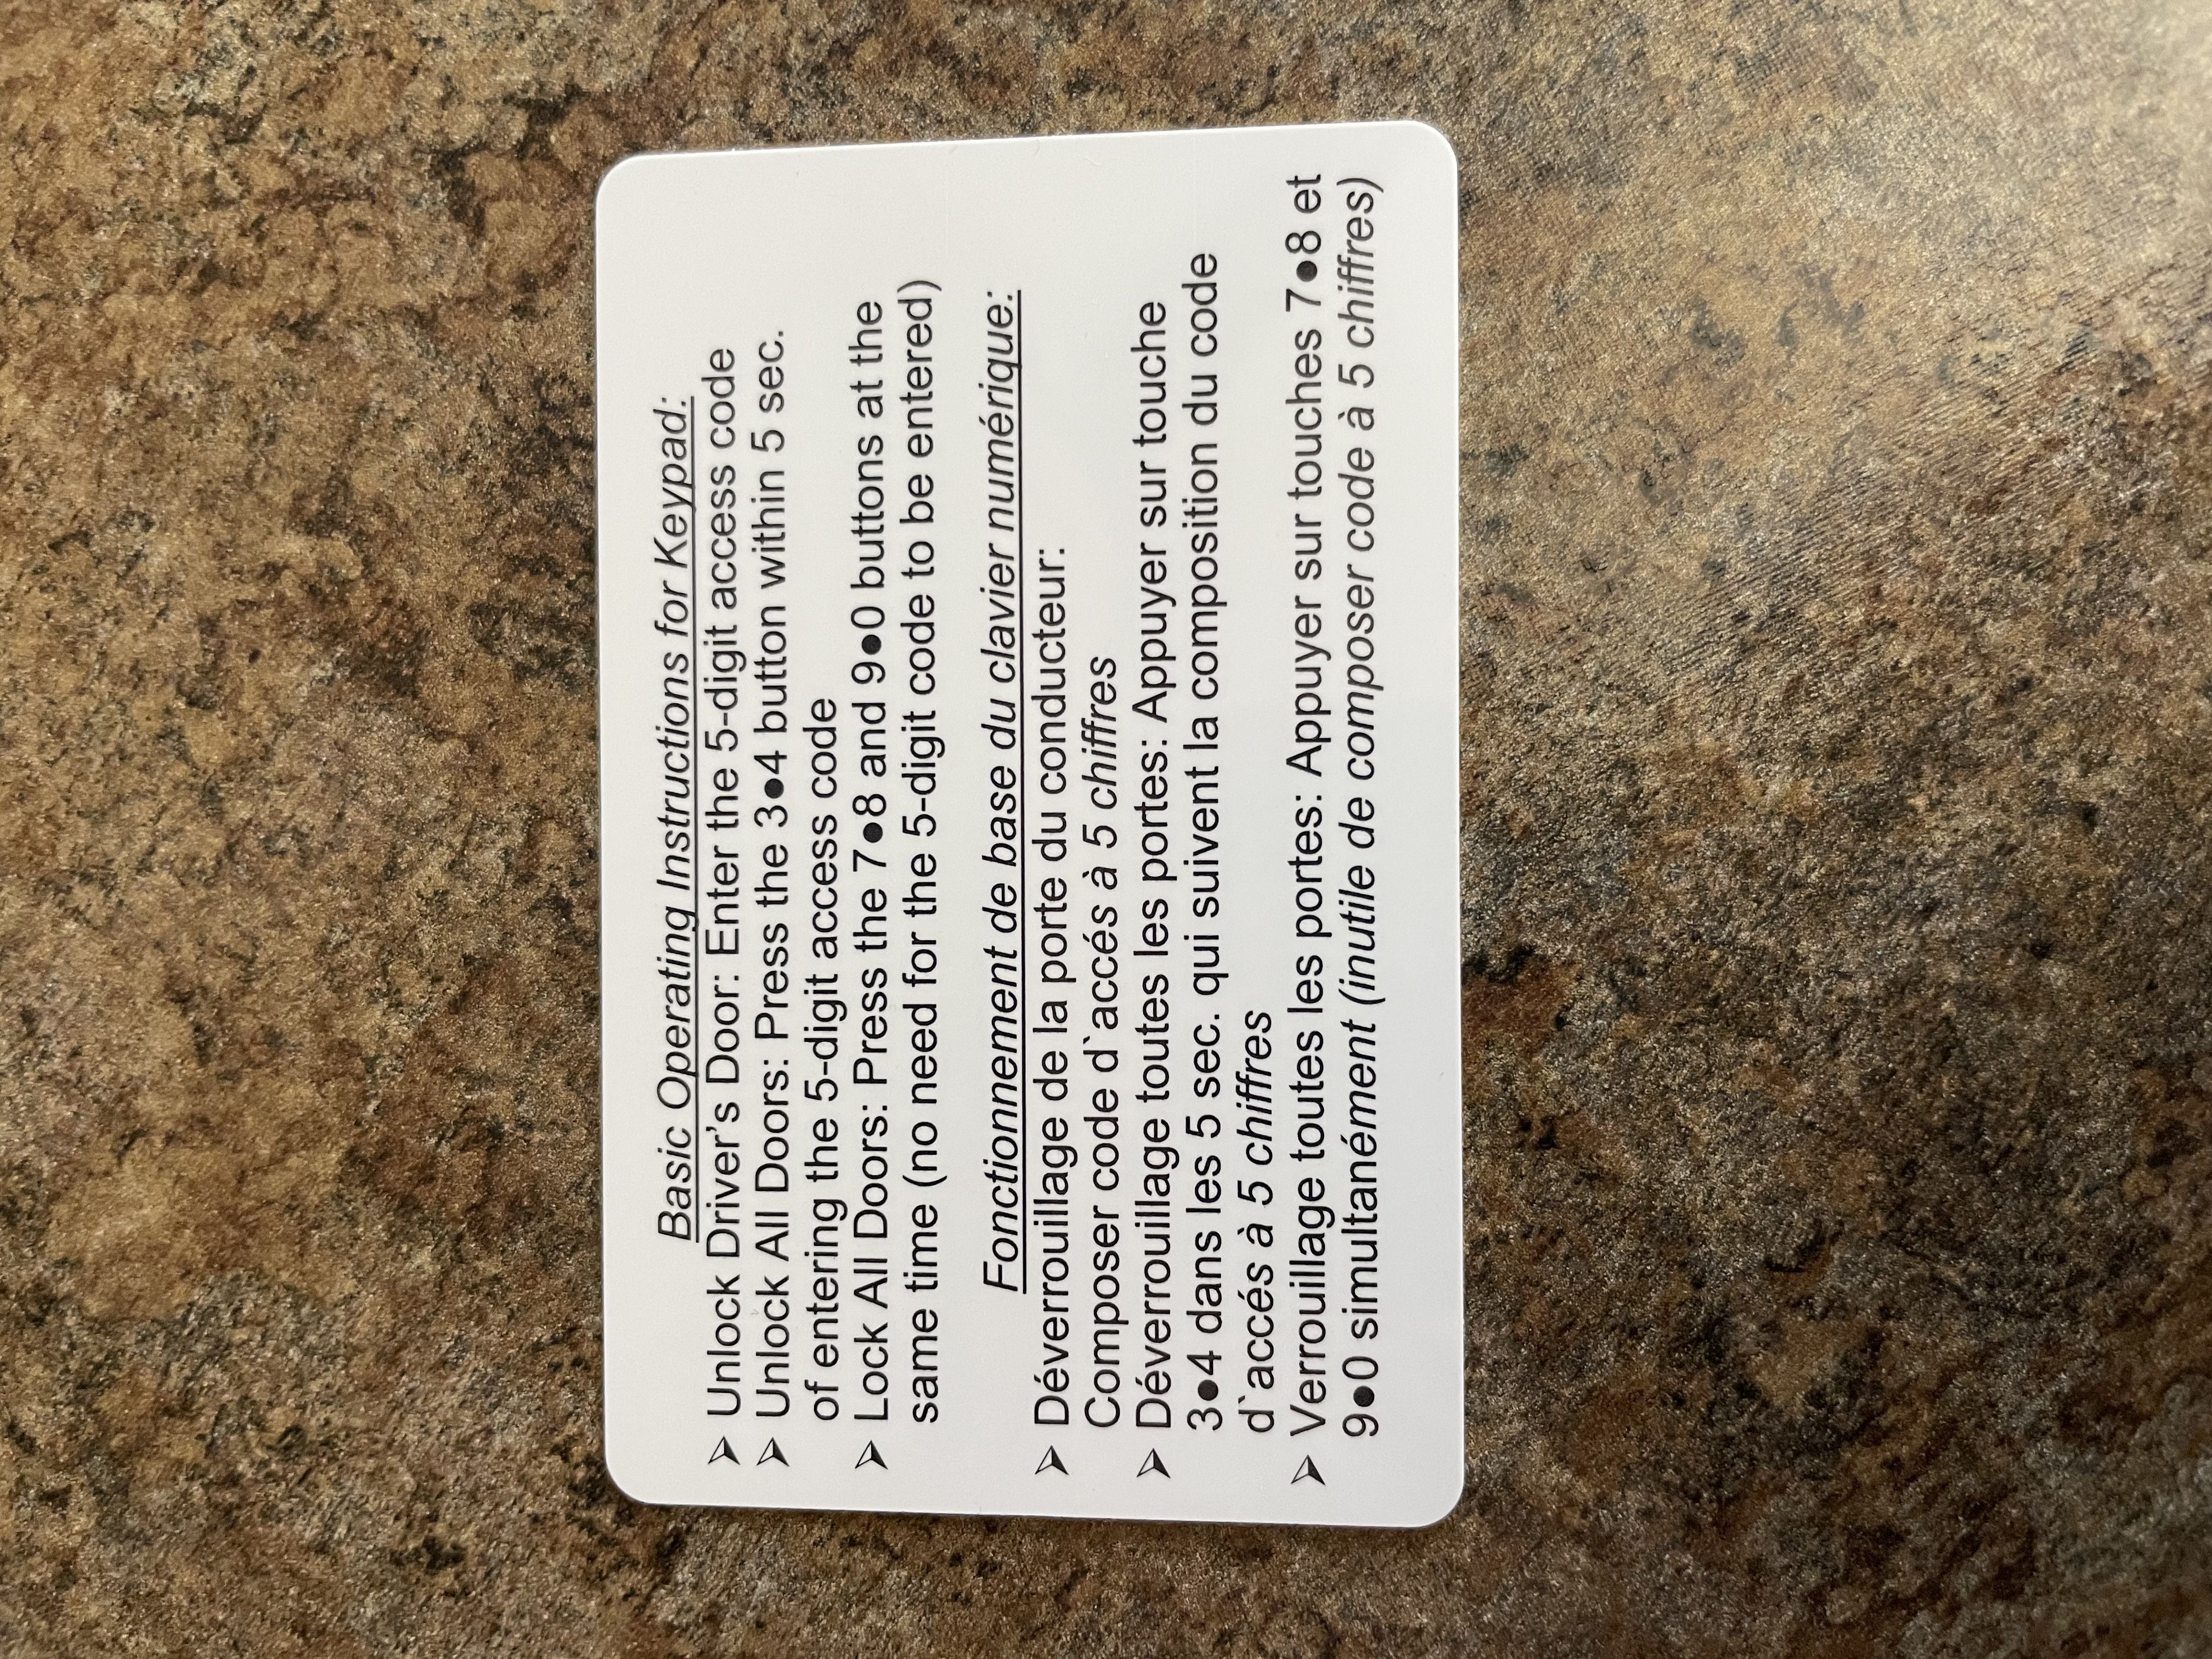 Basic Operating Instructions for Keypad:
➢ Unlock Driver’s Door: Enter the 5-digit access code
➢ Unlock All Doors: Press the 3●4 button within 5 sec.
of entering the 5-digit access code
➢ Lock All Doors: Press the 7●8 and 9●0 buttons at the
same time (no need for the 5-digit code to be entered)
Fonctionnement de base du clavier numérique:
➢ Déverrouillage de la porte du conducteur:
Composer code d`accés à 5 chiffres
➢ Déverrouillage toutes les portes: Appuyer sur touche
3●4 dans les 5 sec. qui suivent la composition du code
d`accés à 5 chiffres
➢ Verrouillage toutes les portes: Appuyer sur touches 7●8 et
9●0 simultanément (inutile de composer code à 5 chiffres)